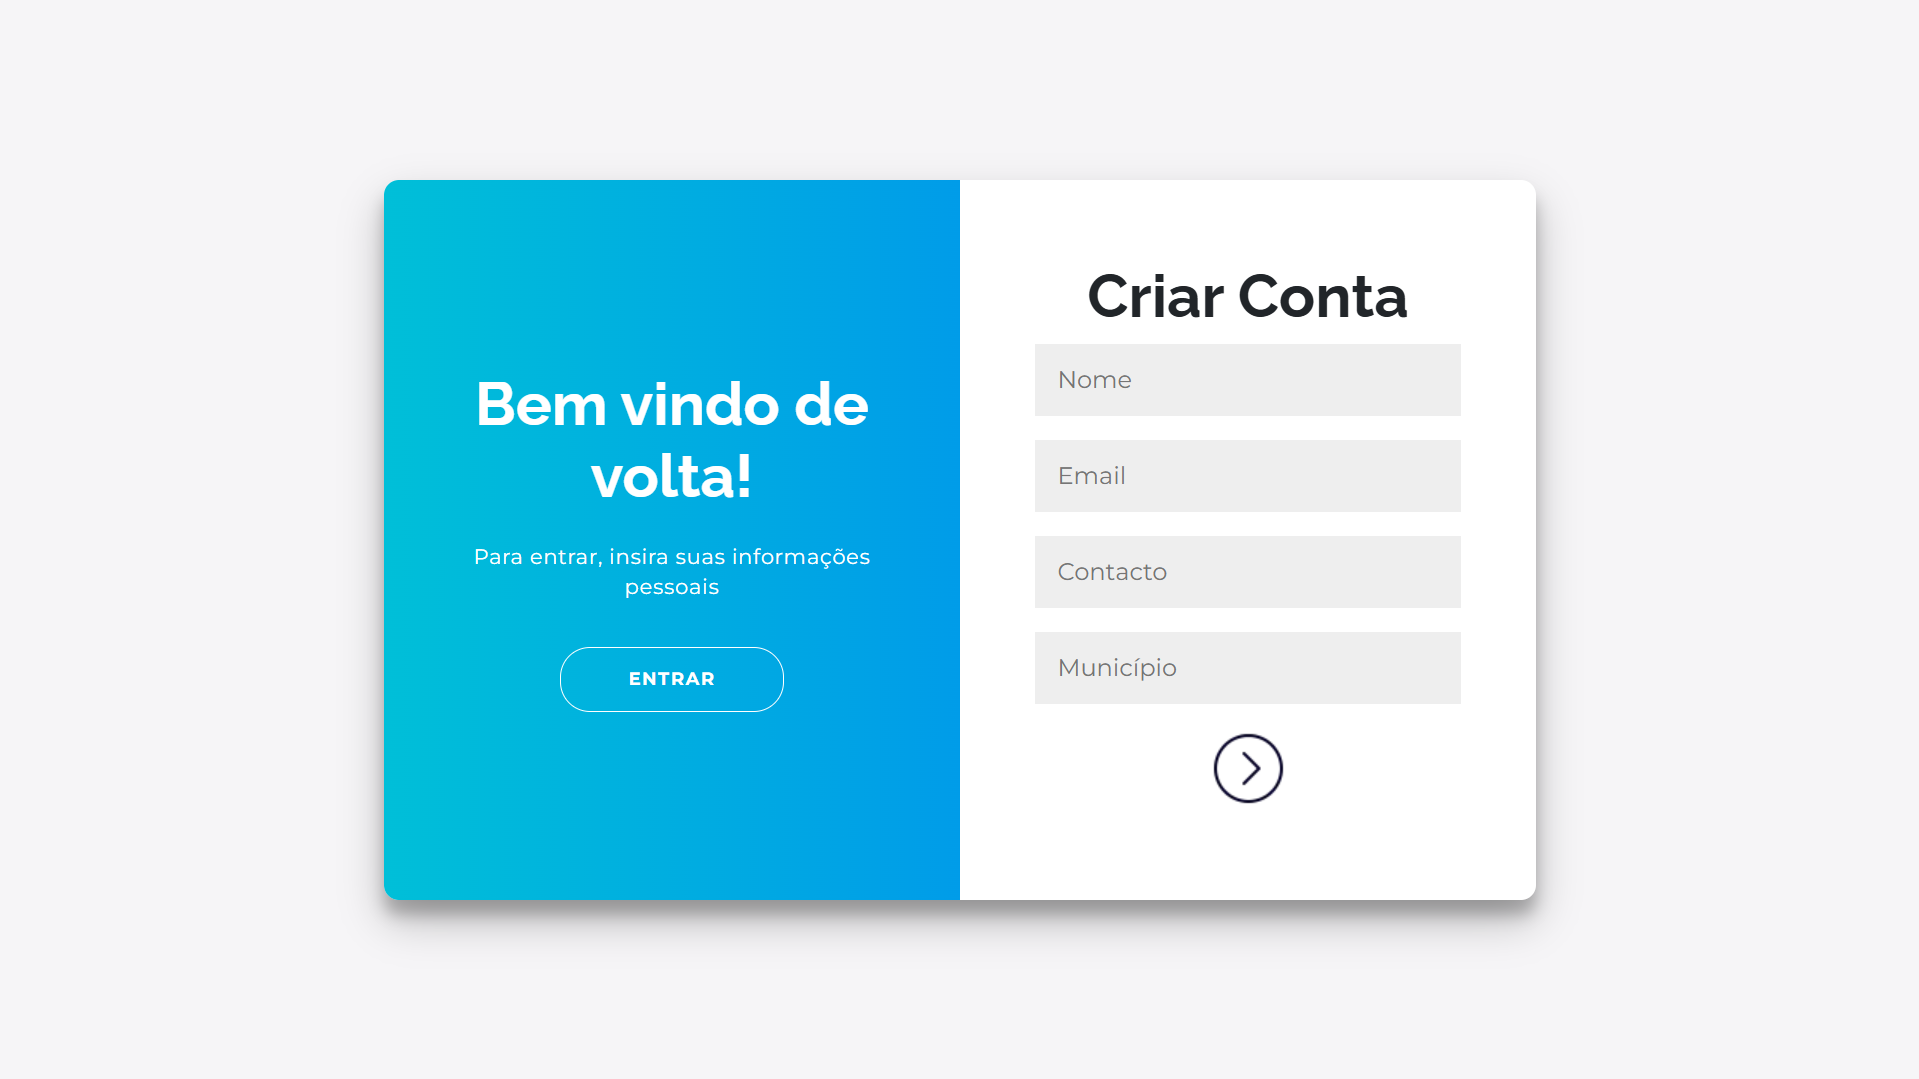 Bem vindo de
volta!
Para entrar, insira suas informações
pessoais
ENTRAR
Criar Conta
Nome
Email
Contacto
Município